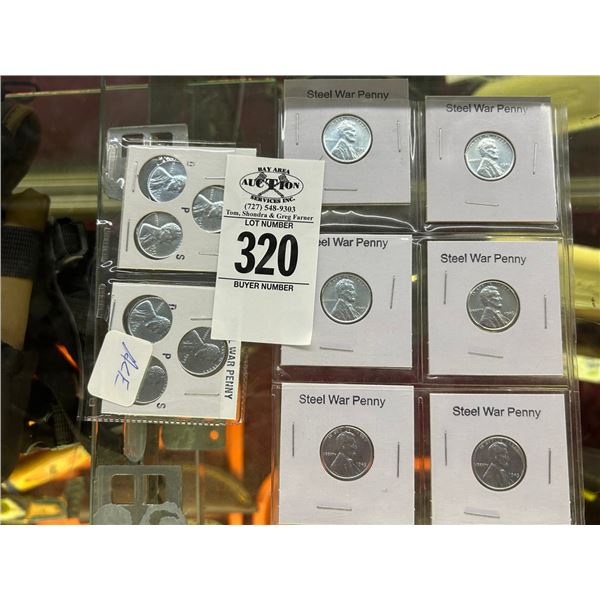 Steel War Penny
Steel War Penny
D
P
S
BAY AREA
AUCTION
SERVICES INC.
(727) 548-9303
Tom, Shondra & Greg Farner
LOT NUMBER
320
BUYER NUMBER
Steel War Penny
Steel War Penny
D
P
S
WAR PENNY
ACE
Steel War Penny
Steel War Penny
1943
1943